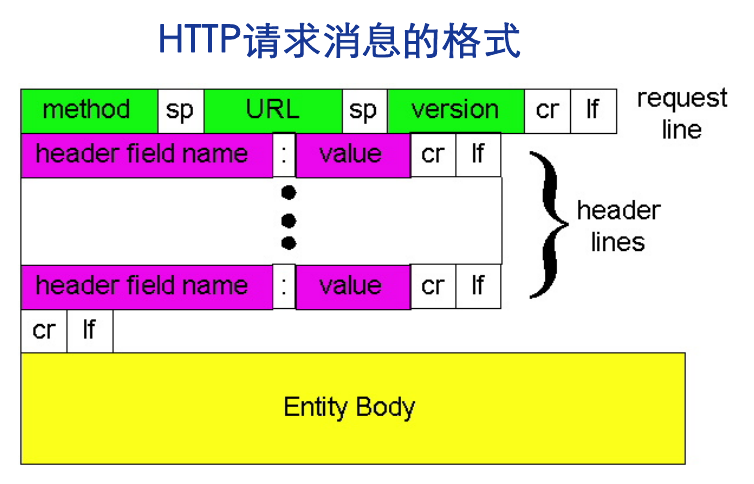 HTTP请求消息的格式
method sp URL sp version cr lf request line
header field name : value cr lf
header lines
header field name : value cr lf
cr lf
Entity Body